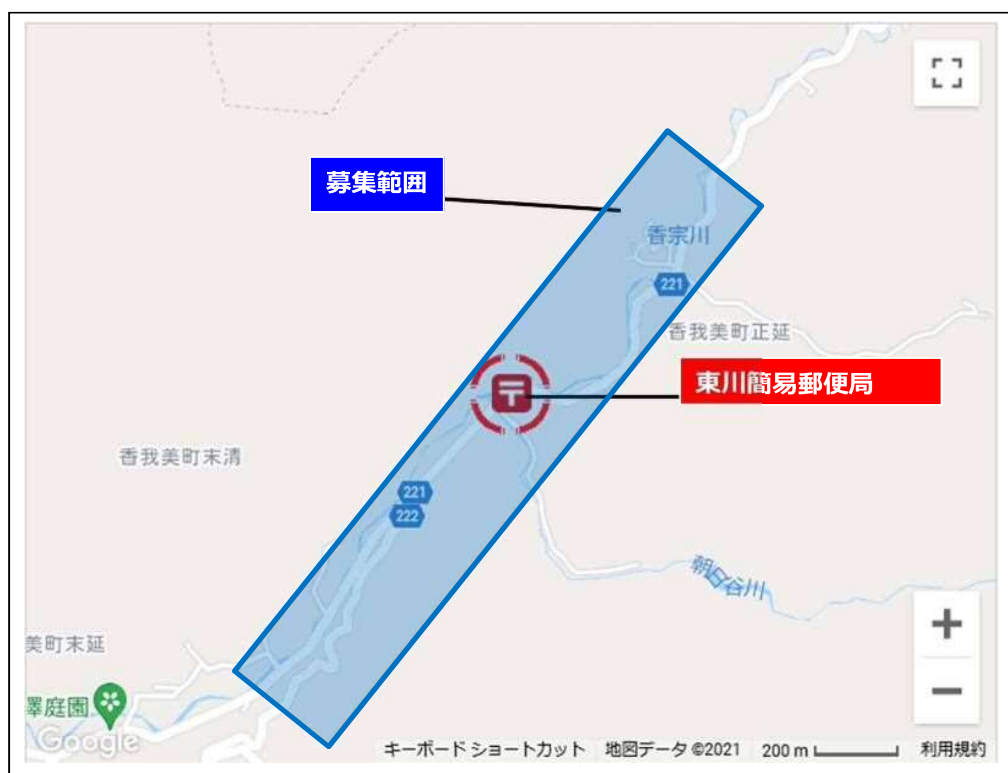 募集範囲
香宗川
221
香我美町正延
東川簡易郵便局
香我美町末清
221
222
朝日谷川
美町末延
澤庭園
Google
キーボード ショートカット 地図データ ©2021 200 m 利用規約